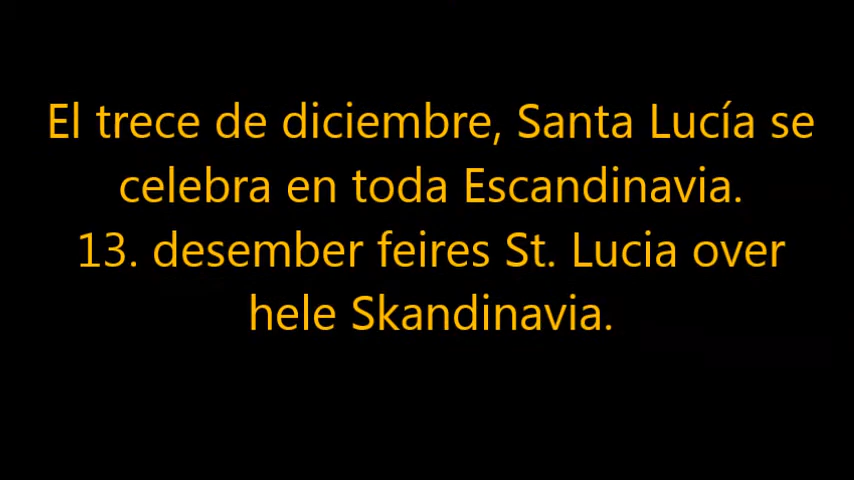 El trece de diciembre, Santa Lucía se
celebra en toda Escandinavia.
13. desember feires St. Lucia over
hele Skandinavia.